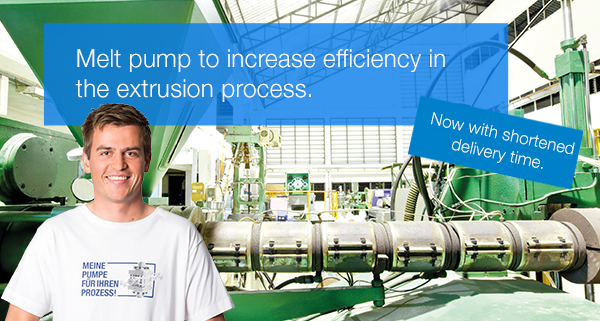 Melt pump to increase efficiency in
the extrusion process.
Now with shortened
delivery time.
MEINE
PUMPE
FÜR IHREN
PROZESS!